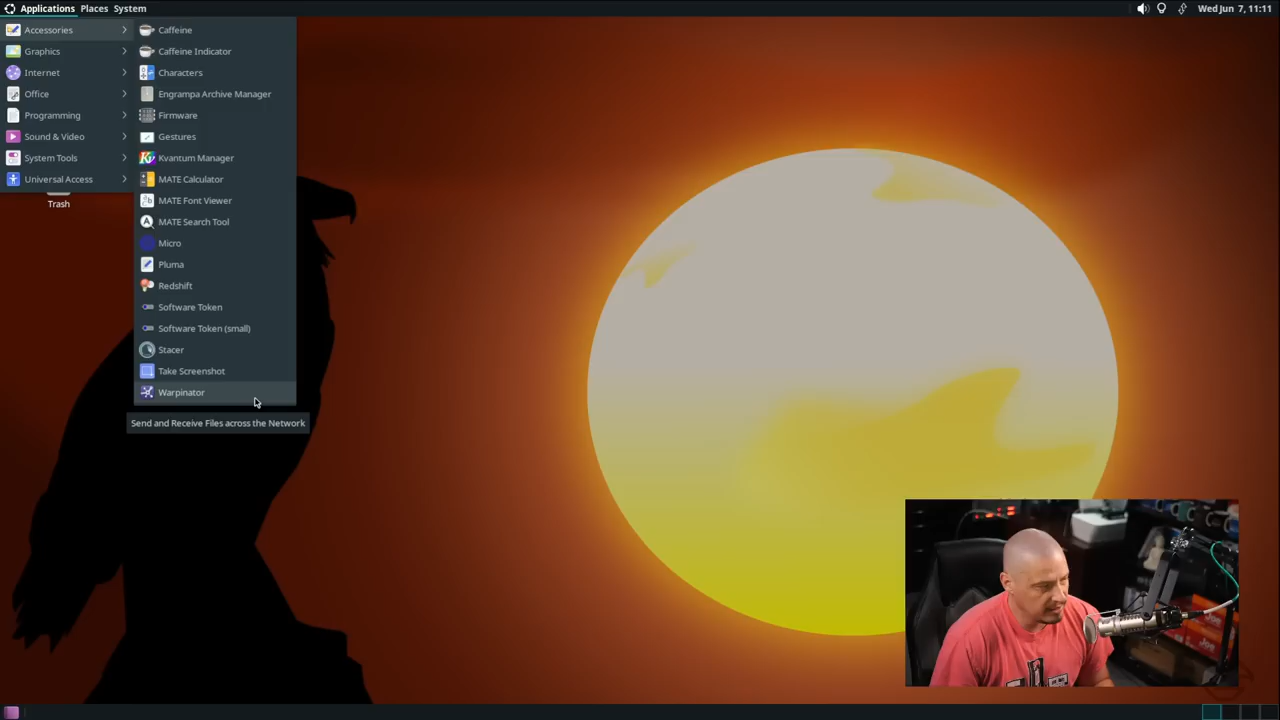 Applications Places System
Wed Jun 7, 11:11
Accessories
Graphics
Internet
Office
Programming
Sound & Video
System Tools
Universal Access
Caffeine
Caffeine Indicator
Characters
Engrampa Archive Manager
Firmware
Gestures
Kvantum Manager
MATE Calculator
MATE Font Viewer
MATE Search Tool
Micro
Pluma
Redshift
Software Token
Software Token (small)
Stacer
Take Screenshot
Warpinator
Send and Receive Files across the Network
Trash